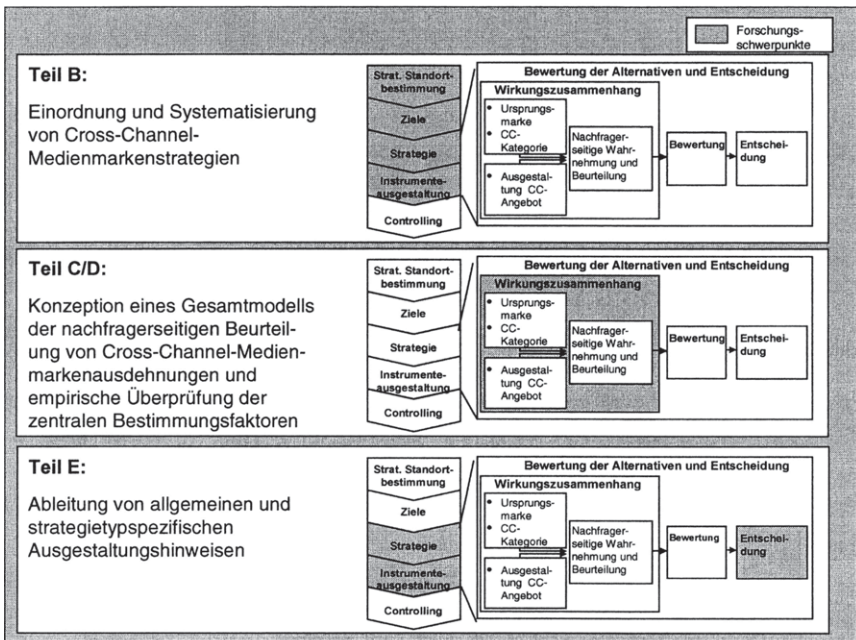 Forschungs-
schwerpunkte
Teil B:
Einordnung und Systematisierung
von Cross-Channel-
Medienmarkenstrategien
Strat. Standort-
bestimmung
Ziele
Strategie
Instrumente-
ausgestaltung
Controlling
Bewertung der Alternativen und Entscheidung
Wirkungszusammenhang
• Ursprungs-
marke
• CC-
Kategorie
• Ausgestal-
tung CC-
Angebot
Nachfrager-
seitige Wahr-
nehmung und
Beurteilung
Bewertung
Entschei-
dung
Teil C/D:
Konzeption eines Gesamtmodells
der nachfragerseitigen Beurteil-
ung von Cross-Channel-Medien-
markenausdehnungen und
empirische Überprüfung der
zentralen Bestimmungsfaktoren
Strat. Standort-
bestimmung
Ziele
Strategie
Instrumente-
ausgestaltung
Controlling
Bewertung der Alternativen und Entscheidung
Wirkungszusammenhang
• Ursprungs-
marke
• CC-
Kategorie
• Ausgestal-
tung CC-
Angebot
Nachfrager-
seitige Wahr-
nehmung und
Beurteilung
Bewertung
Entschei-
dung
Teil E:
Ableitung von allgemeinen und
strategietypspezifischen
Ausgestaltungshinweisen
Strat. Standort-
bestimmung
Ziele
Strategie
Instrumente-
ausgestaltung
Controlling
Bewertung der Alternativen und Entscheidung
Wirkungszusammenhang
• Ursprungs-
marke
• CC-
Kategorie
• Ausgestal-
tung CC-
Angebot
Nachfrager-
seitige Wahr-
nehmung und
Beurteilung
Bewertung
Entschei-
dung